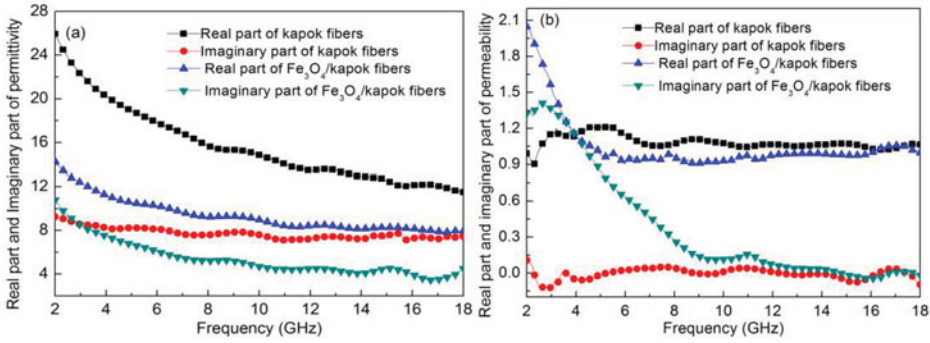 (a)
Real part of kapok fibers
Imaginary part of kapok fibers
Real part of Fe₃O₄/kapok fibers
Imaginary part of Fe₃O₄/kapok fibers
Real part and Imaginary part of permittivity
28
24
20
16
12
8
4
2 4 6 8 10 12 14 16 18
Frequency (GHz)
(b)
Real part of kapok fibers
Imaginary part of kapok fibers
Real part of Fe₃O₄/kapok fibers
Imaginary part of Fe₃O₄/kapok fibers
Real part and imaginary part of permeability
2.1
1.8
1.5
1.2
0.9
0.6
0.3
0.0
2 4 6 8 10 12 14 16 18
Frequency (GHz)